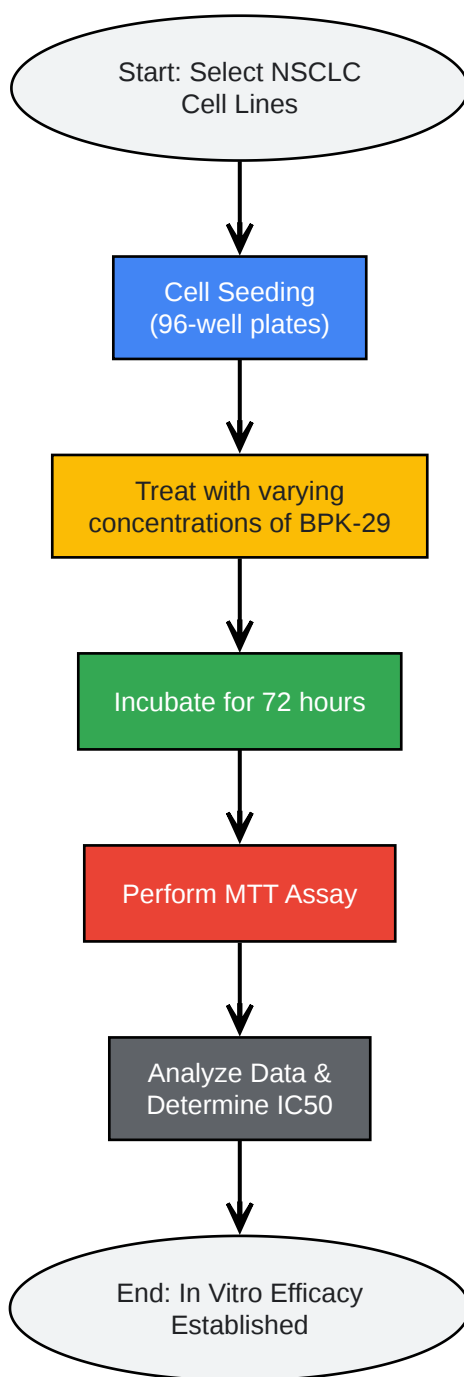 Start: Select NSCLC
Cell Lines
Cell Seeding
(96-well plates)
Treat with varying
concentrations of BPK-29
Incubate for 72 hours
Perform MTT Assay
Analyze Data &
Determine IC50
End: In Vitro Efficacy
Established